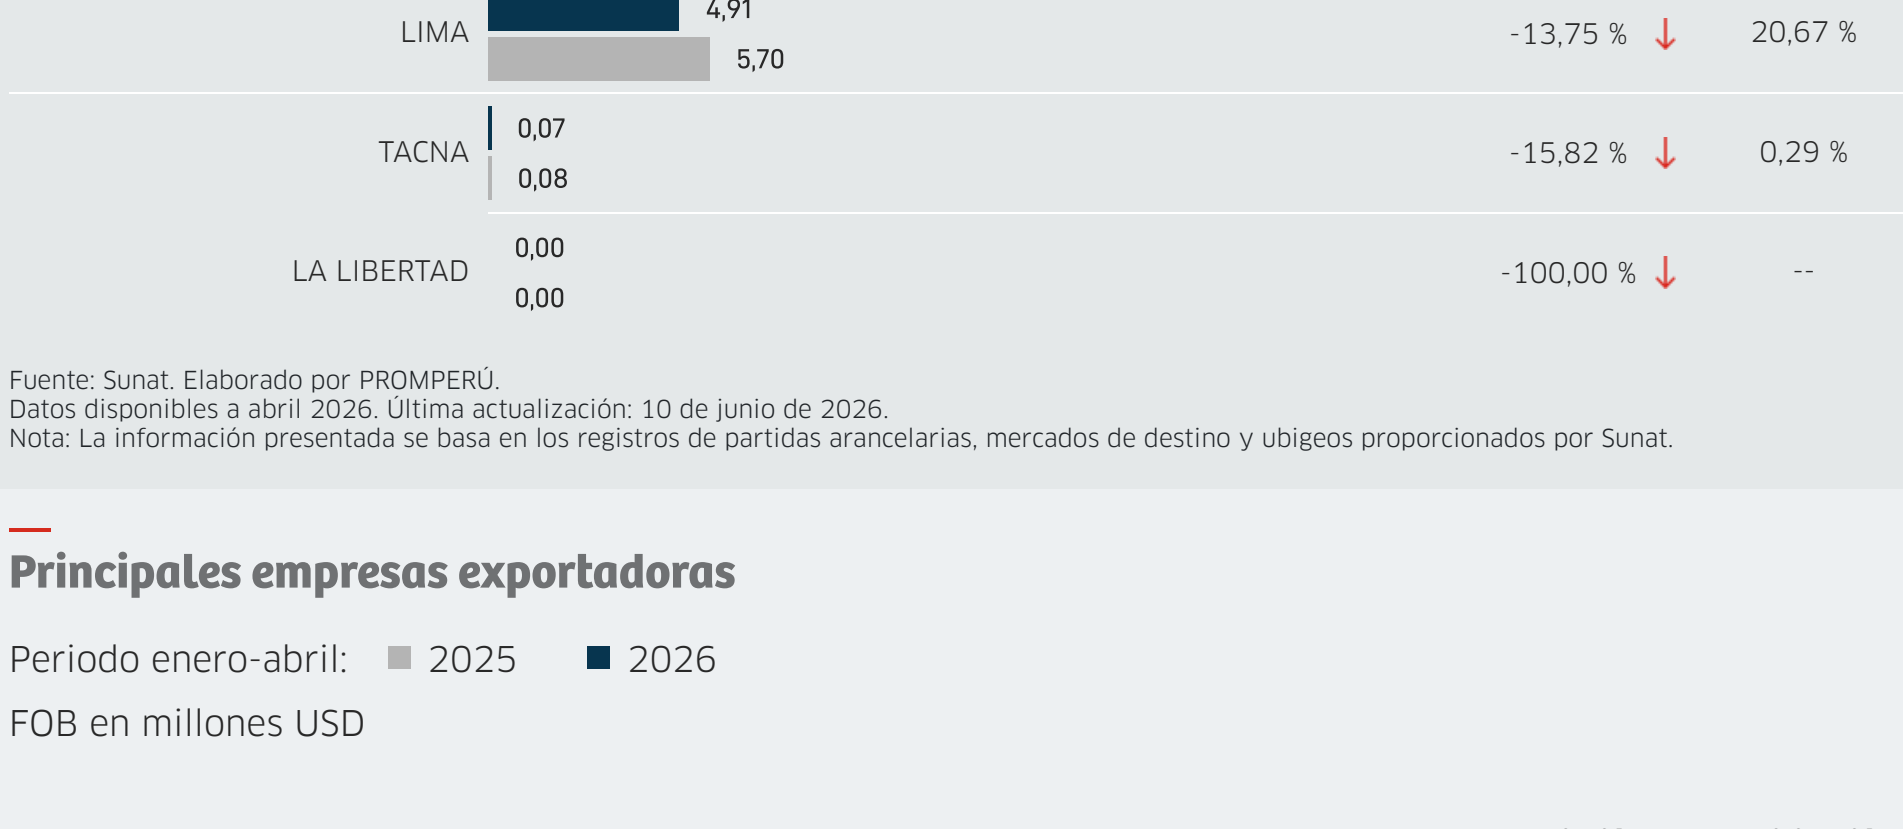 4,91
LIMA
-13,75 %
20,67 %
5,70
0,07
TACNA
-15,82 %
0,29 %
0,08
0,00
LA LIBERTAD
-100,00 %
--
0,00
Fuente: Sunat. Elaborado por PROMPERÚ.
Datos disponibles a abril 2026. Última actualización: 10 de junio de 2026.
Nota: La información presentada se basa en los registros de partidas arancelarias, mercados de destino y ubigeos proporcionados por Sunat.
Principales empresas exportadoras
Periodo enero-abril: 2025 2026
FOB en millones USD